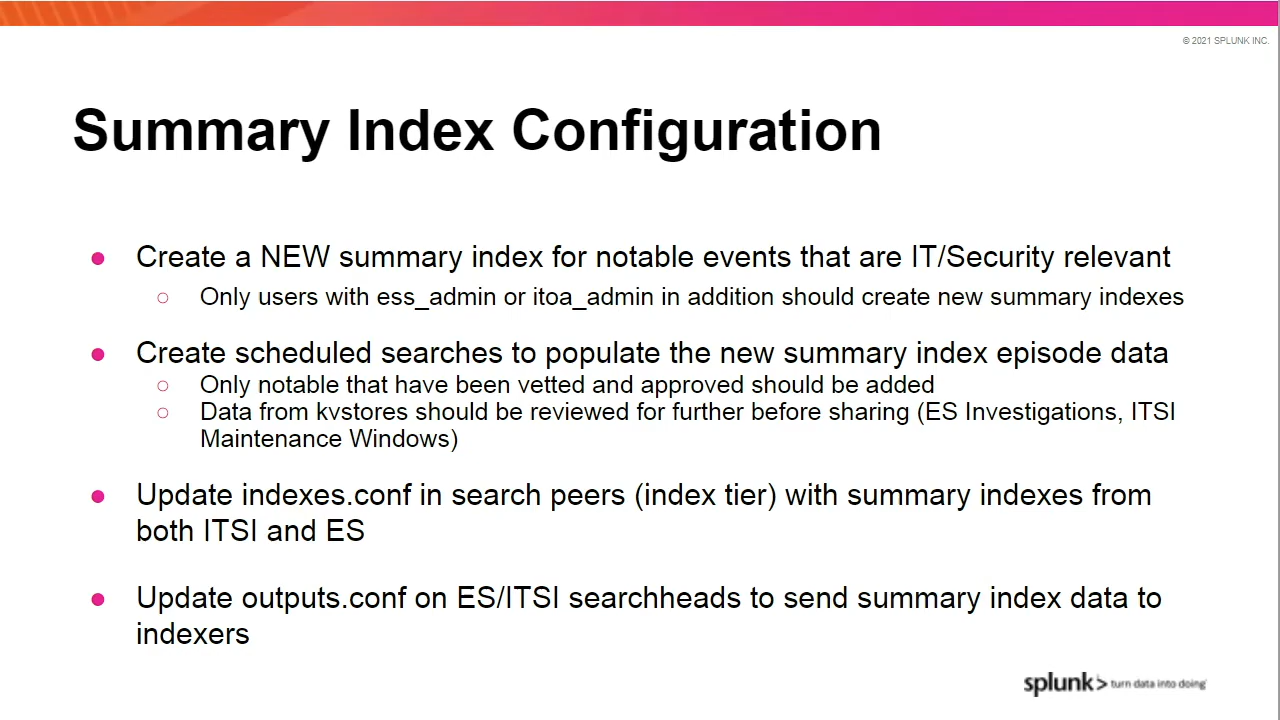 © 2021 SPLUNK INC.
Summary Index Configuration
● Create a NEW summary index for notable events that are IT/Security relevant
○ Only users with ess_admin or itoa_admin in addition should create new summary indexes
● Create scheduled searches to populate the new summary index episode data
○ Only notable that have been vetted and approved should be added
○ Data from kvstores should be reviewed for further before sharing (ES Investigations, ITSI
Maintenance Windows)
● Update indexes.conf in search peers (index tier) with summary indexes from
both ITSI and ES
● Update outputs.conf on ES/ITSI searchheads to send summary index data to
indexers
splunk> turn data into doing